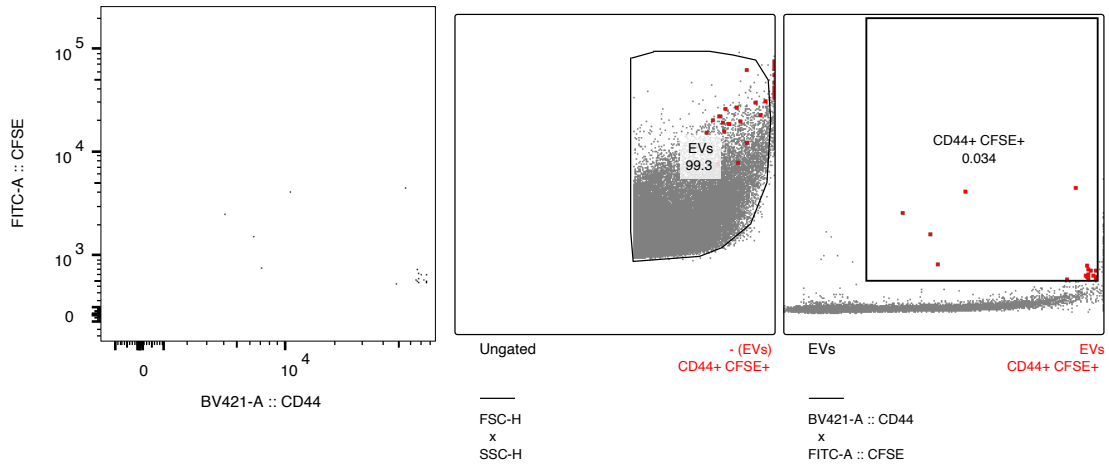 FITC-A :: CFSE
10^5
10^4
10^3
0
0
10^4
BV421-A :: CD44
EVs
99.3
Ungated
- (EVs)
CD44+ CFSE+
FSC-H
x
SSC-H
CD44+ CFSE+
0.034
EVs
EVs
CD44+ CFSE+
BV421-A :: CD44
x
FITC-A :: CFSE